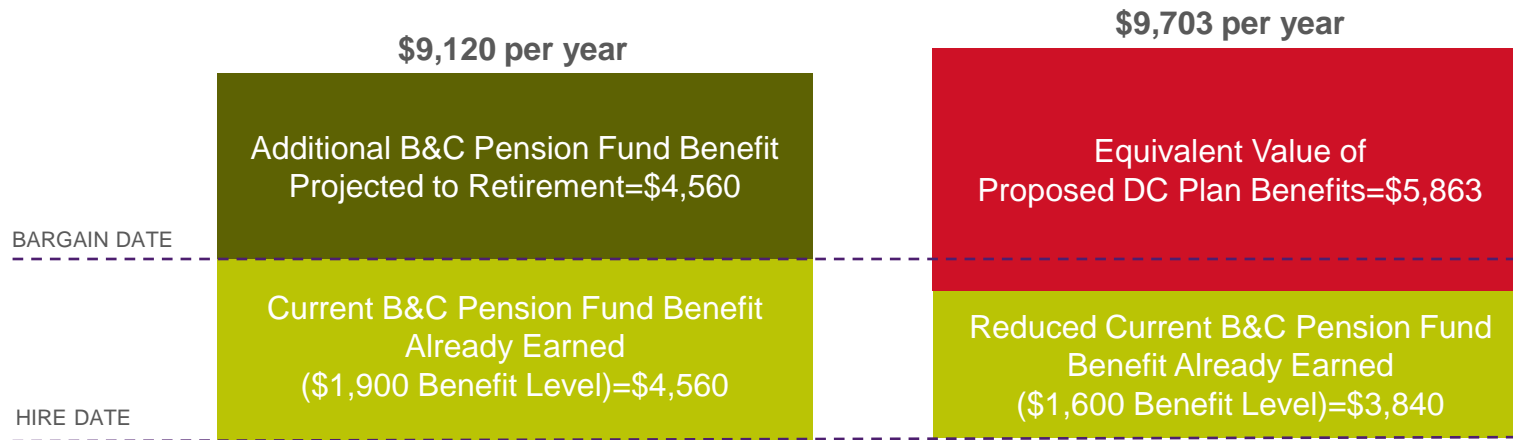 $9,120 per year
$9,703 per year
Additional B&C Pension Fund Benefit
Projected to Retirement=$4,560
Equivalent Value of
Proposed DC Plan Benefits=$5,863
BARGAIN DATE
Current B&C Pension Fund Benefit
Already Earned
($1,900 Benefit Level)=$4,560
Reduced Current B&C Pension Fund
Benefit Already Earned
($1,600 Benefit Level)=$3,840
HIRE DATE